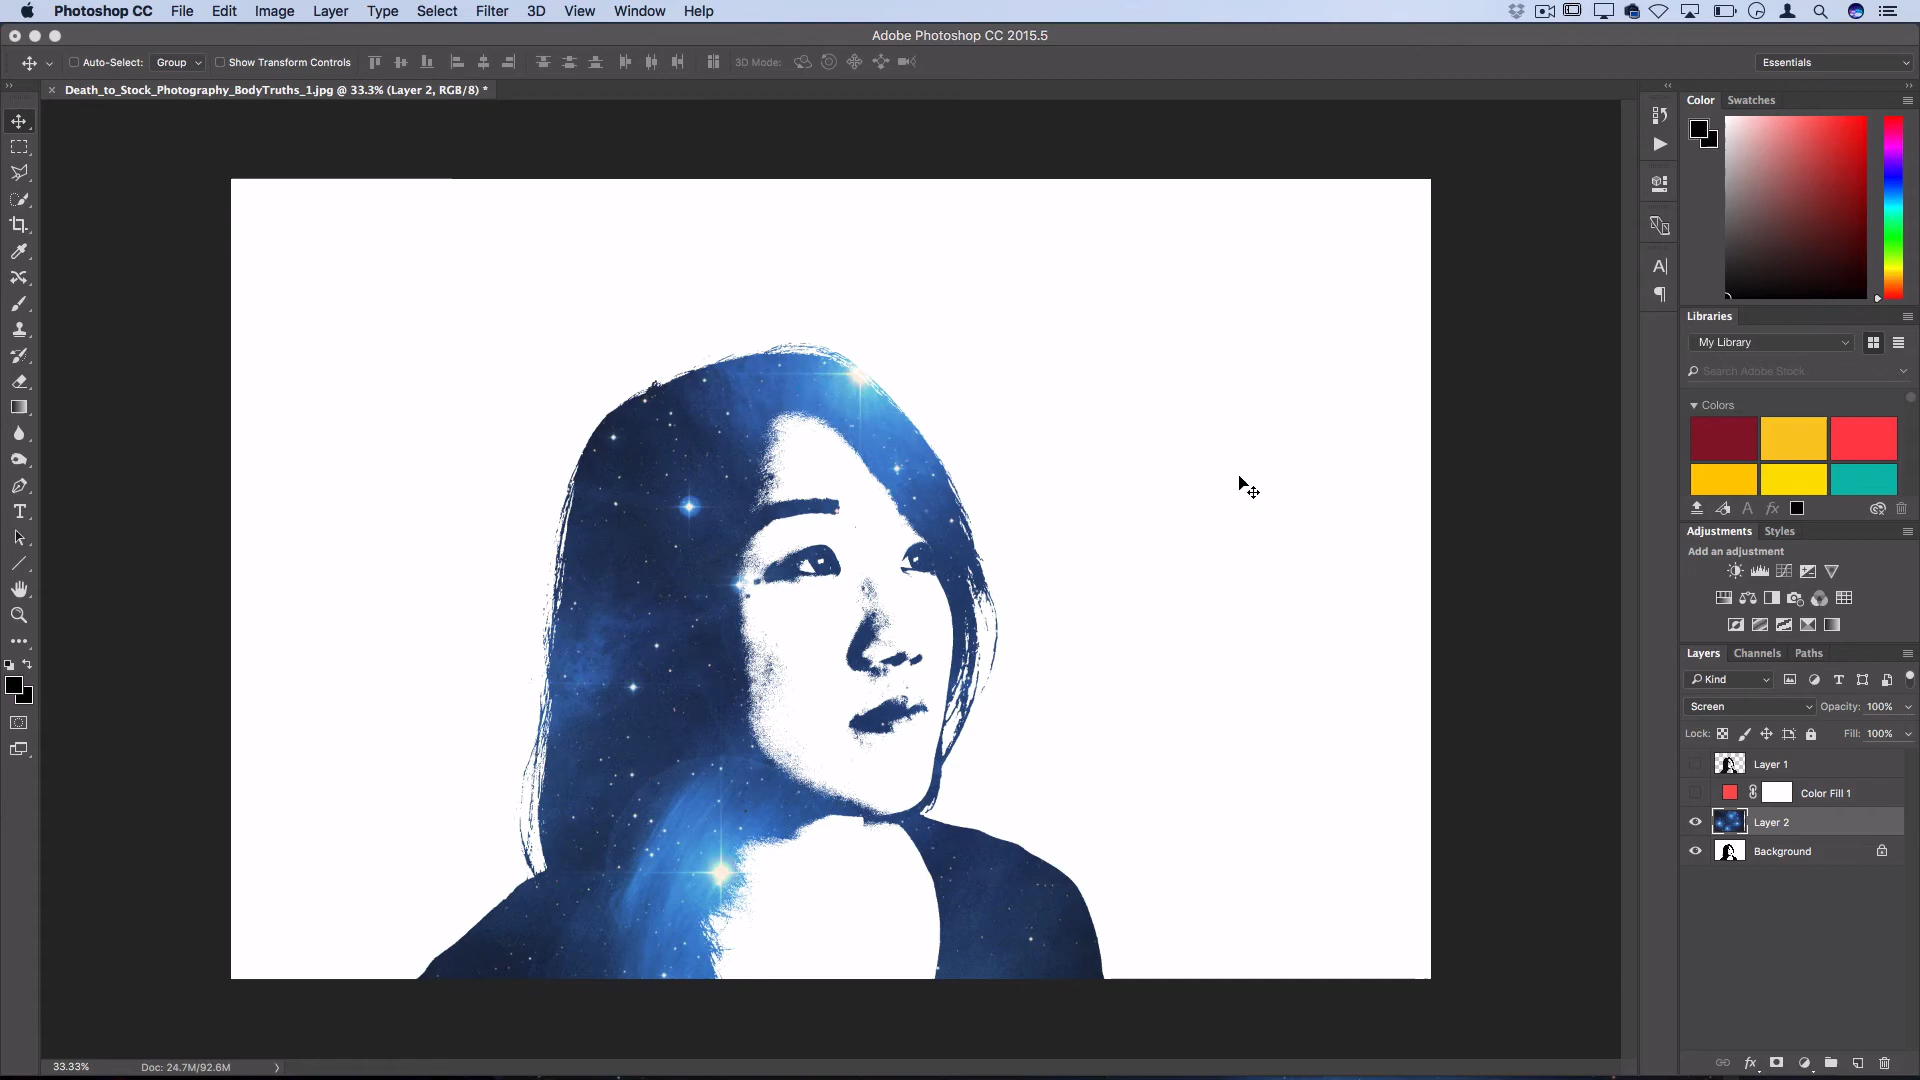 Photoshop CC File Edit Image Layer Type Select Filter 3D View Window Help
Adobe Photoshop CC 2015.5
Auto-Select: Group Show Transform Controls 3D Mode: Essentials
Death_to_Stock_Photography_BodyTruths_1.jpg @ 33.3% (Layer 2, RGB/8) *
Color Swatches
Libraries
My Library
Search Adobe Stock
Colors
Adjustments Styles
Add an adjustment
Layers Channels Paths
Kind
Screen Opacity: 100%
Lock: Fill: 100%
Layer 1
Color Fill 1
Layer 2
Background
33.33% Doc: 24.7M/92.6M